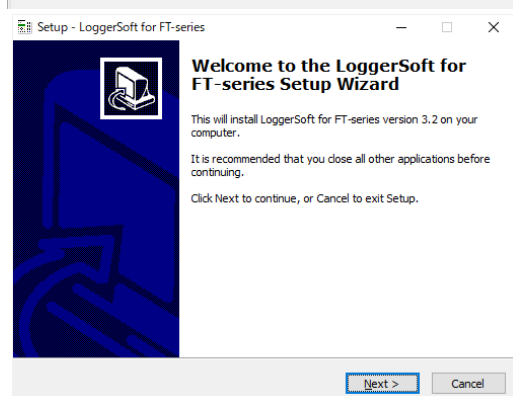 Setup - LoggerSoft for FT-series
Welcome to the LoggerSoft for
FT-series Setup Wizard
This will install LoggerSoft for FT-series version 3.2 on your
computer.
It is recommended that you close all other applications before
continuing.
Click Next to continue, or Cancel to exit Setup.
Next >
Cancel